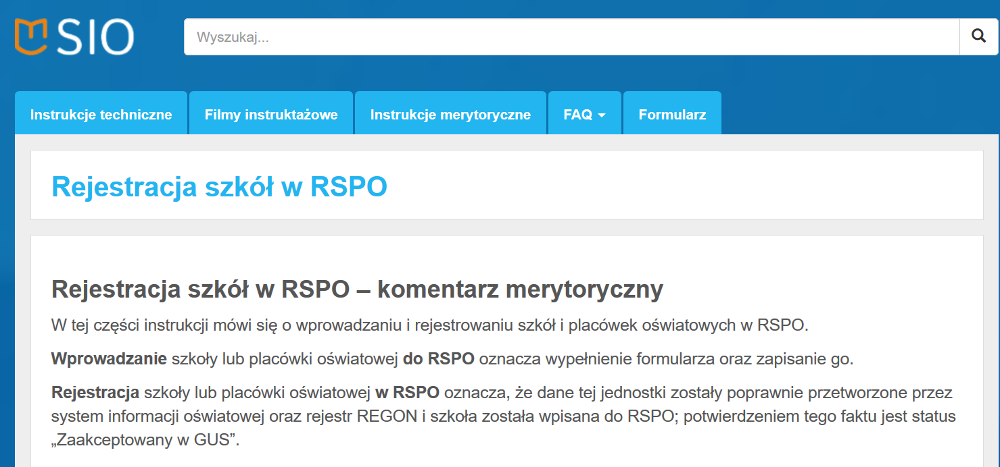 SIO
Wyszukaj...
Instrukcje techniczne
Filmy instruktażowe
Instrukcje merytoryczne
FAQ
Formularz
Rejestracja szkół w RSPO
Rejestracja szkół w RSPO – komentarz merytoryczny
W tej części instrukcji mówi się o wprowadzaniu i rejestrowaniu szkół i placówek oświatowych w RSPO.
Wprowadzanie szkoły lub placówki oświatowej do RSPO oznacza wypełnienie formularza oraz zapisanie go.
Rejestracja szkoły lub placówki oświatowej w RSPO oznacza, że dane tej jednostki zostały poprawnie przetworzone przez
system informacji oświatowej oraz rejestr REGON i szkoła została wpisana do RSPO; potwierdzeniem tego faktu jest status
„Zaakceptowany w GUS”.